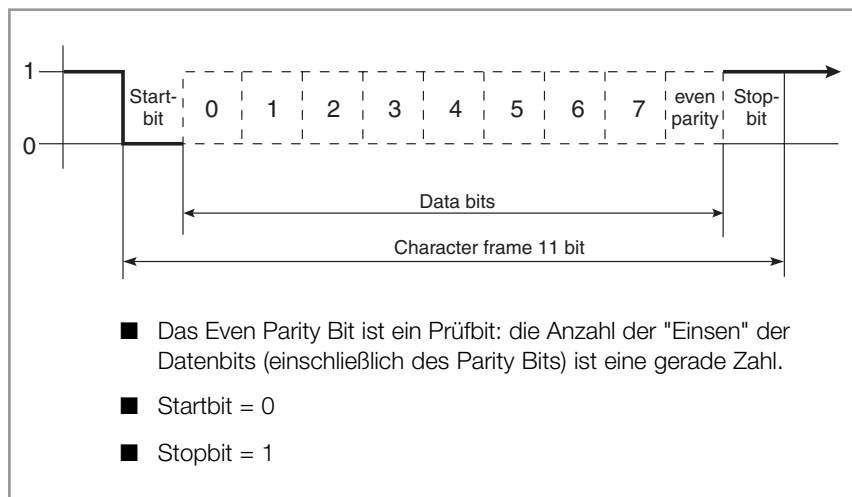 1
Start-
bit
0 1 2 3 4 5 6 7
even
parity
Stop-
bit
0
Data bits
Character frame 11 bit
■ Das Even Parity Bit ist ein Prüfbit: die Anzahl der "Einsen" der
Datenbits (einschließlich des Parity Bits) ist eine gerade Zahl.
■ Startbit = 0
■ Stopbit = 1